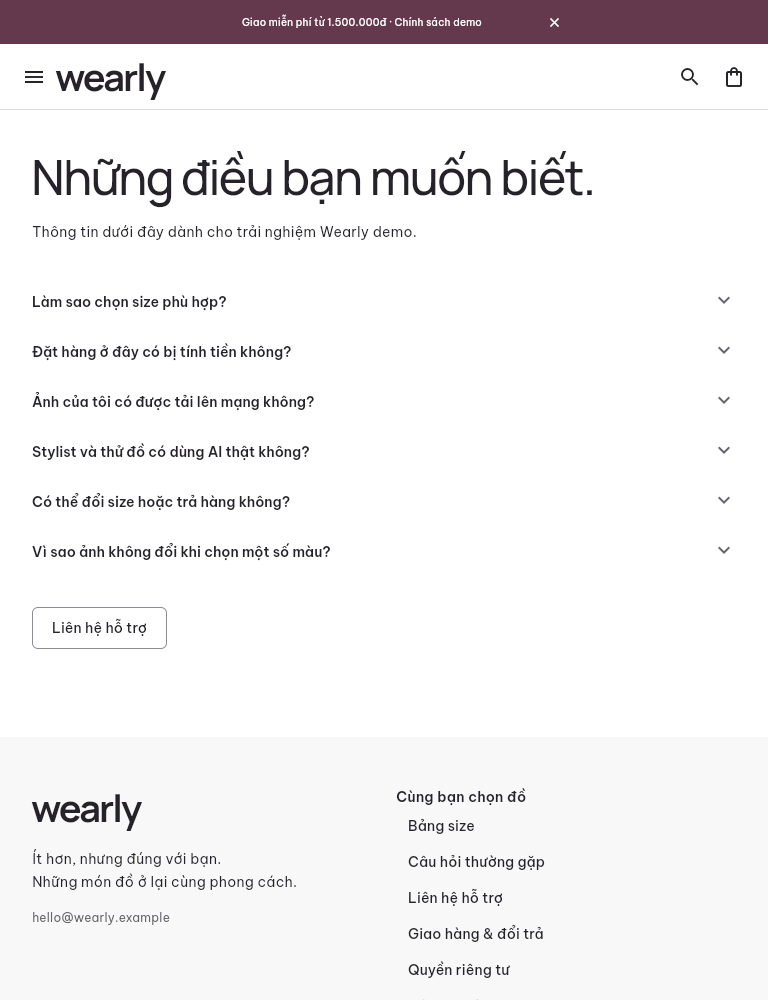 Giao miễn phí từ 1.500.000đ · Chính sách demo
wearly
Những điều bạn muốn biết.
Thông tin dưới đây dành cho trải nghiệm Wearly demo.
Làm sao chọn size phù hợp?
Đặt hàng ở đây có bị tính tiền không?
Ảnh của tôi có được tải lên mạng không?
Stylist và thử đồ có dùng AI thật không?
Có thể đổi size hoặc trả hàng không?
Vì sao ảnh không đổi khi chọn một số màu?
Liên hệ hỗ trợ
wearly
Ít hơn, nhưng đúng với bạn.
Những món đồ ở lại cùng phong cách.
hello@wearly.example
Cùng bạn chọn đồ
Bảng size
Câu hỏi thường gặp
Liên hệ hỗ trợ
Giao hàng & đổi trả
Quyền riêng tư